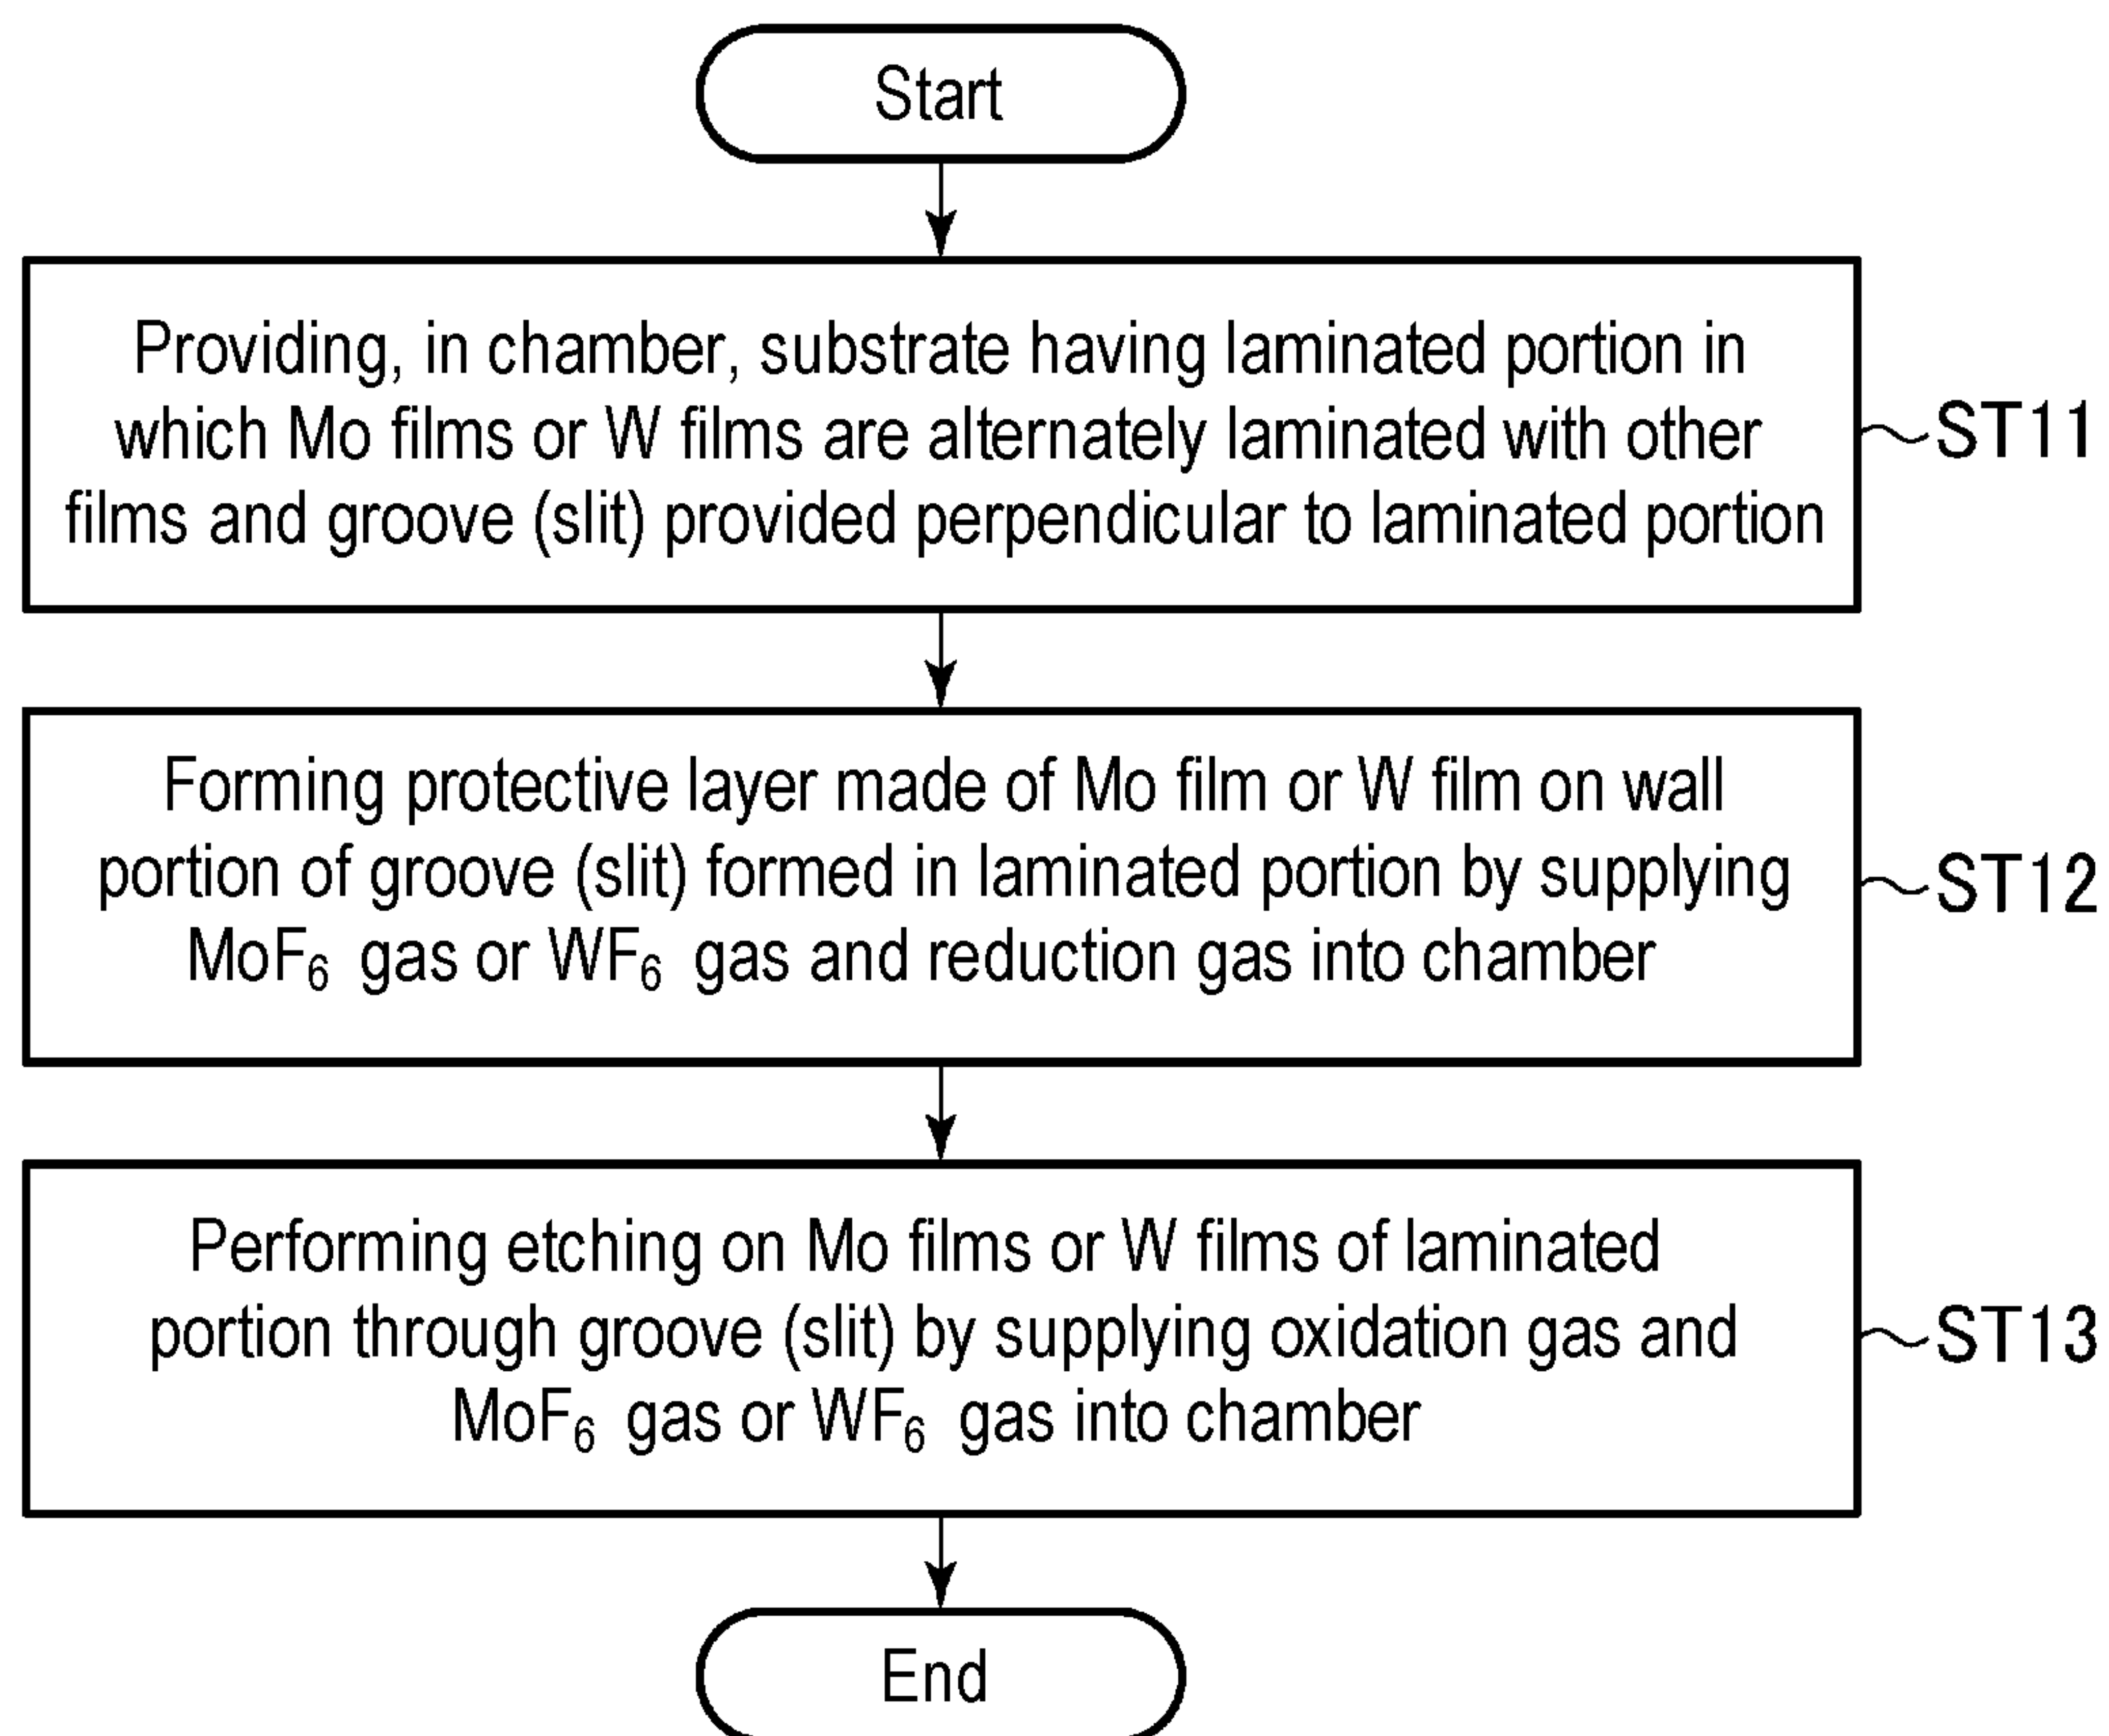 Start
Providing, in chamber, substrate having laminated portion in
which Mo films or W films are alternately laminated with other
films and groove (slit) provided perpendicular to laminated portion
ST11
Forming protective layer made of Mo film or W film on wall
portion of groove (slit) formed in laminated portion by supplying
MoF₆ gas or WF₆ gas and reduction gas into chamber
ST12
Performing etching on Mo films or W films of laminated
portion through groove (slit) by supplying oxidation gas and
MoF₆ gas or WF₆ gas into chamber
ST13
End